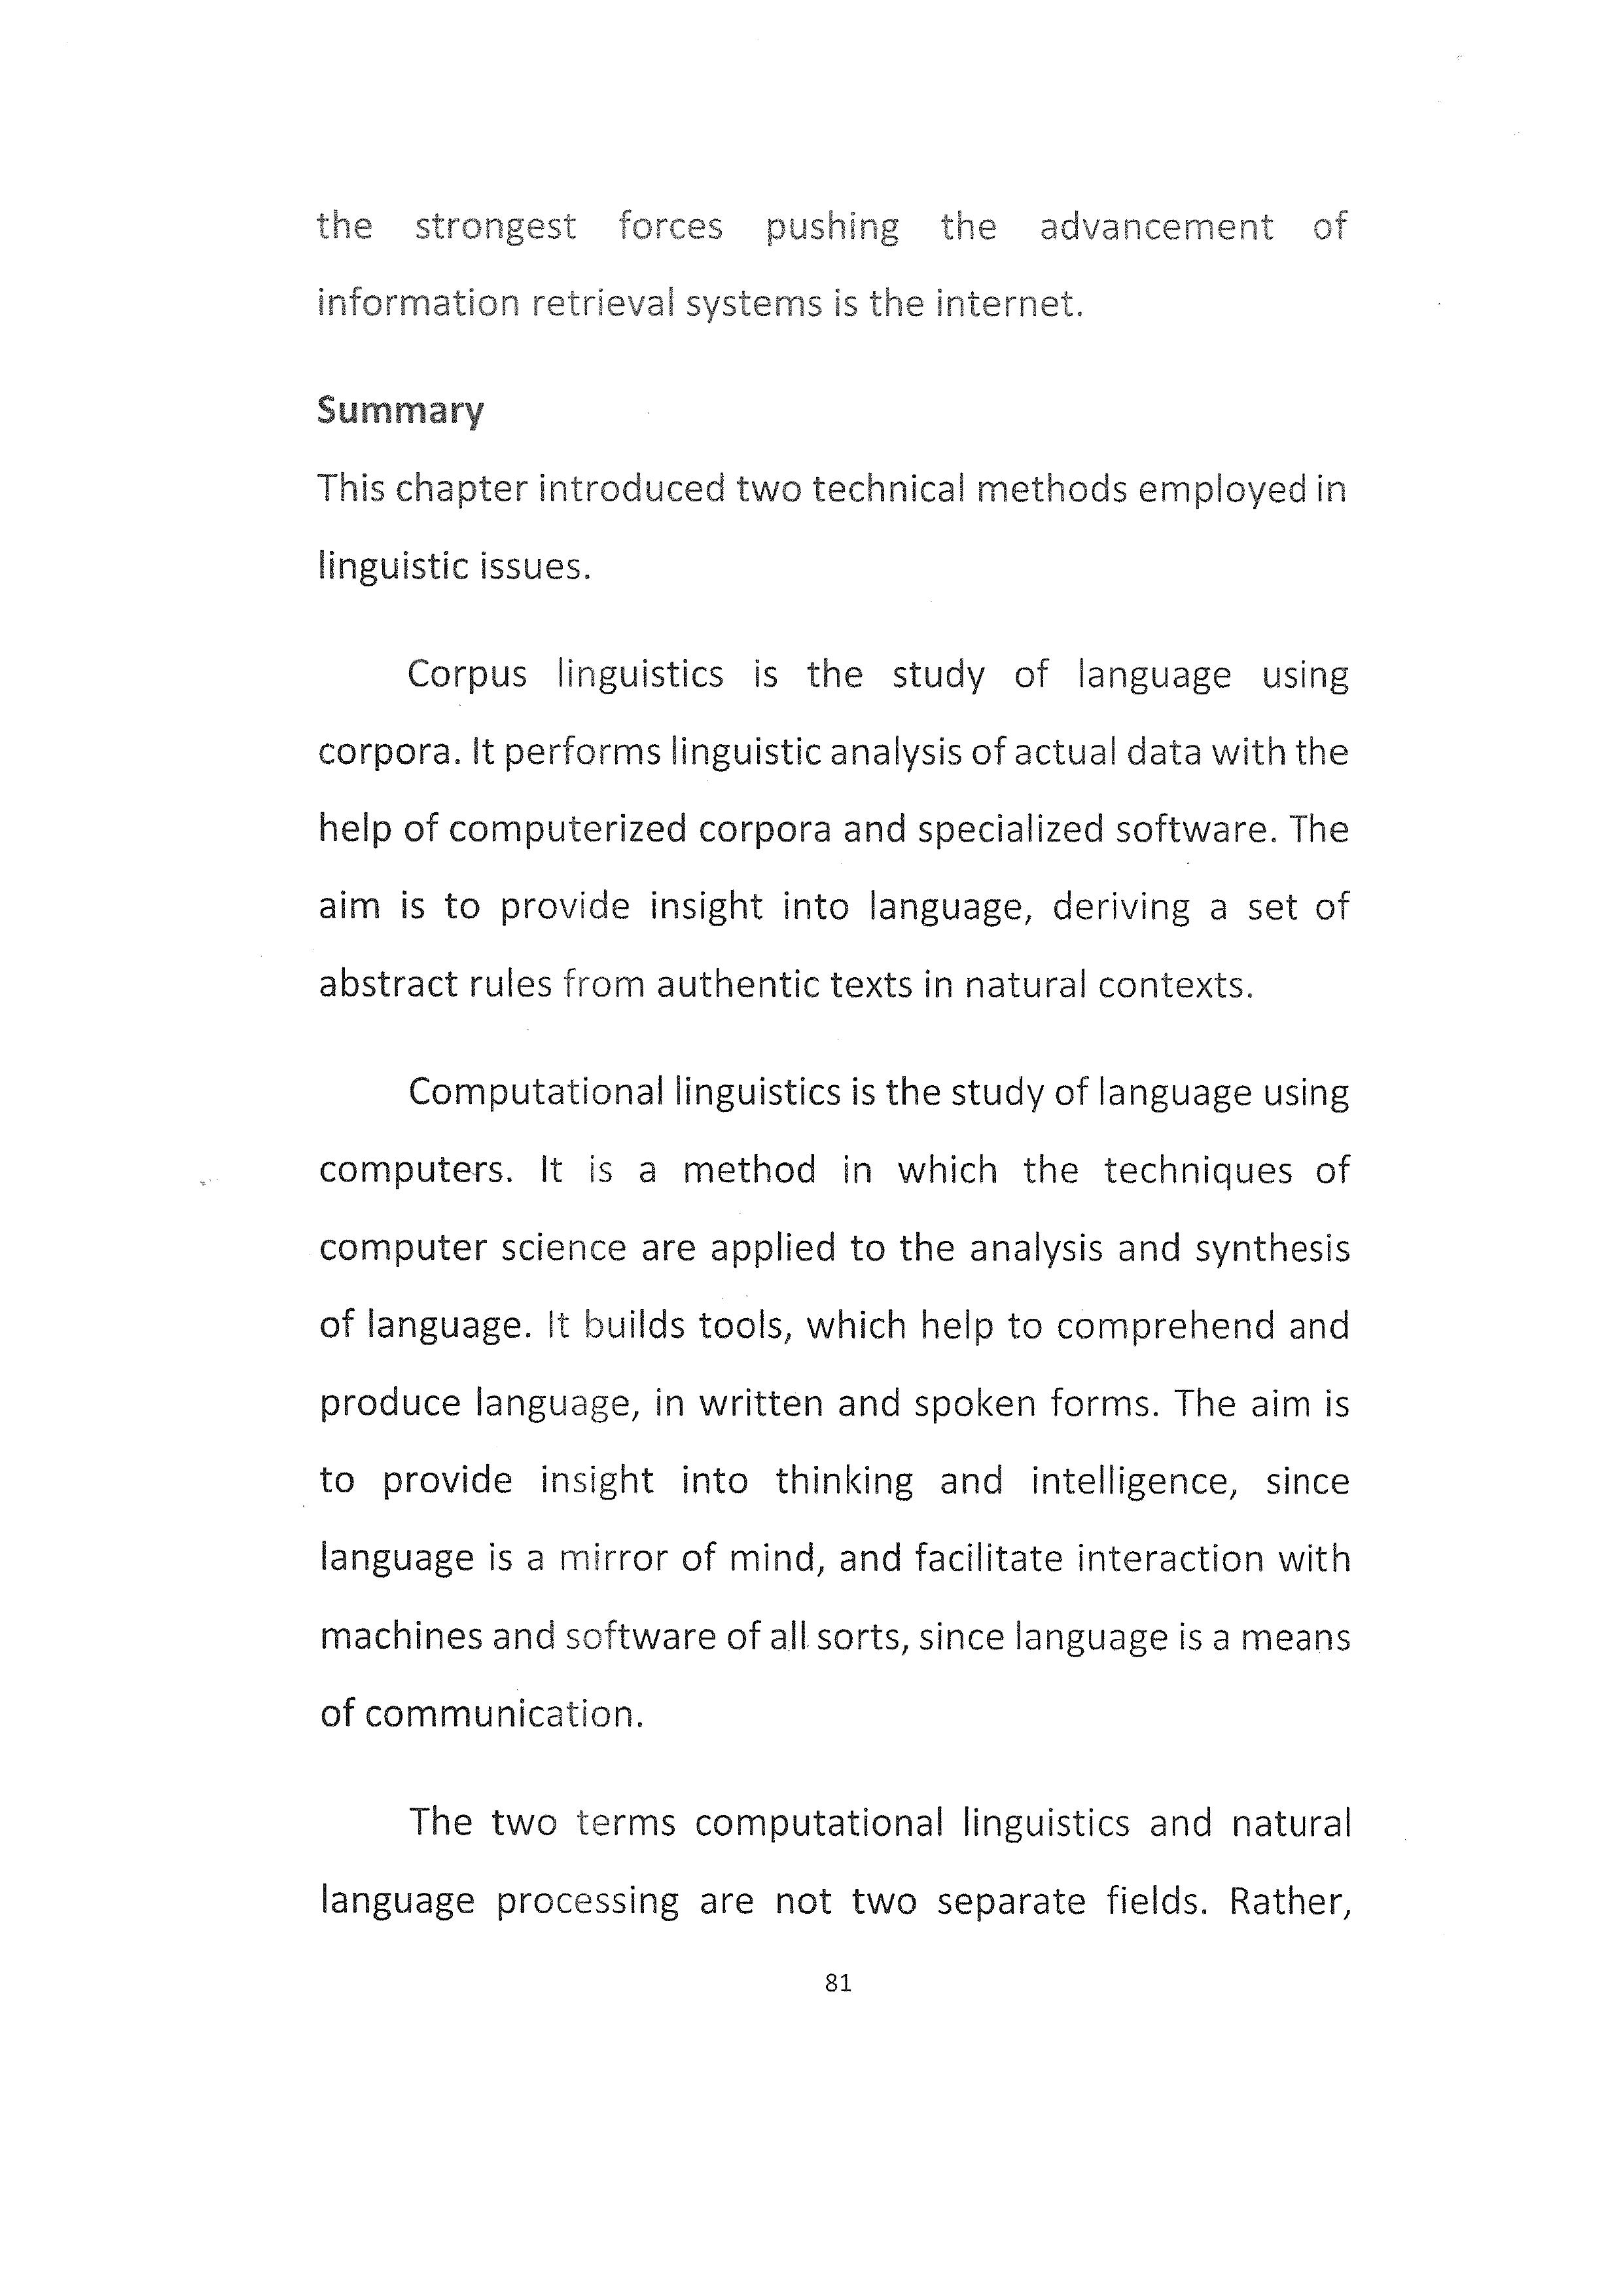 the strongest forces pushing the advancement of
information retrieval systems is the internet.
Summary
This chapter introduced two technical methods employed in
linguistic issues.
Corpus linguistics is the study of language using
corpora. It performs linguistic analysis of actual data with the
help of computerized corpora and specialized software. The
aim is to provide insight into language, deriving a set of
abstract rules from authentic texts in natural contexts.
Computational linguistics is the study of language using
computers. It is a method in which the techniques of
computer science are applied to the analysis and synthesis
of language. It builds tools, which help to comprehend and
produce language, in written and spoken forms. The aim is
to provide insight into thinking and intelligence, since
language is a mirror of mind, and facilitate interaction with
machines and software of all sorts, since language is a means
of communication.
The two terms computational linguistics and natural
language processing are not two separate fields. Rather,
81